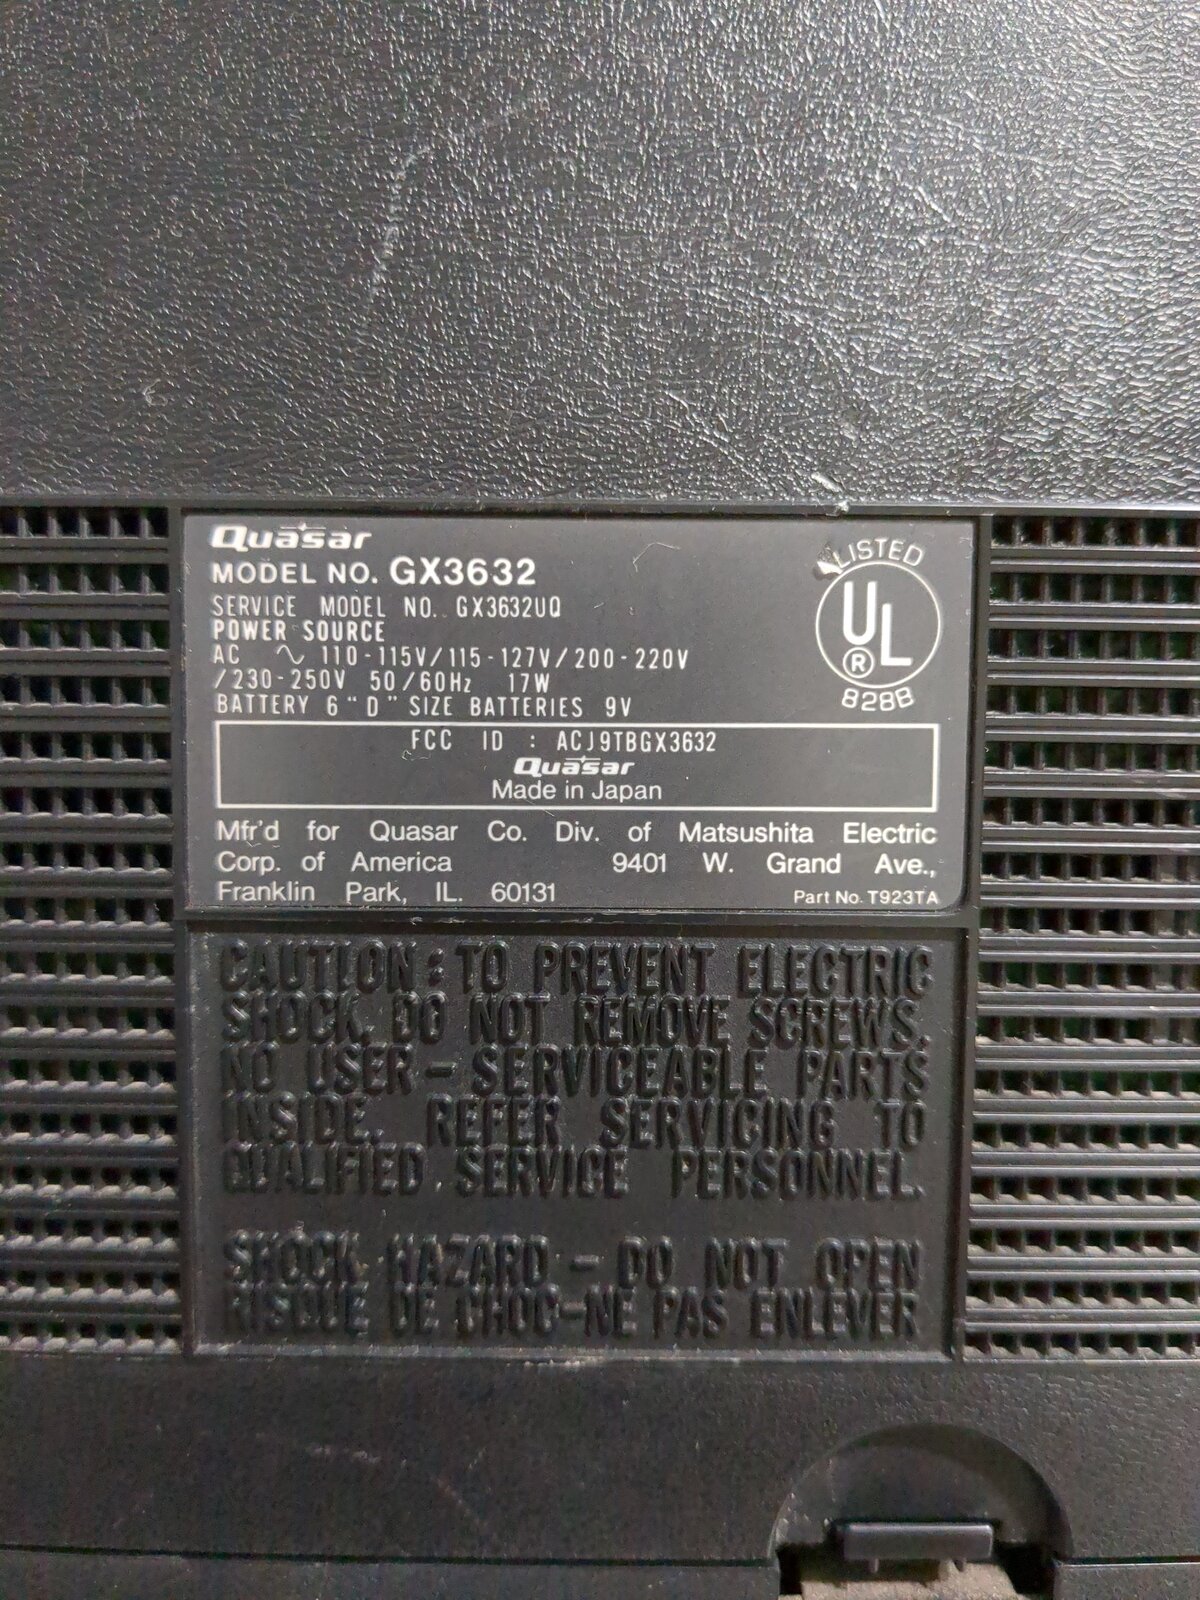 Quasar
MODEL NO. GX3632
SERVICE MODEL NO. GX3632UQ
POWER SOURCE
AC ∿ 110-115V/115-127V/200-220V
/230-250V 50/60Hz 17W
BATTERY 6 "D" SIZE BATTERIES 9V
LISTED
UL
®
828B
FCC ID : ACJ9TBGX3632
Quasar
Made in Japan
Mfr'd for Quasar Co. Div. of Matsushita Electric
Corp. of America 9401 W. Grand Ave.,
Franklin Park, IL. 60131 Part No. T923TA
CAUTION: TO PREVENT ELECTRIC
SHOCK, DO NOT REMOVE SCREWS.
NO USER-SERVICEABLE PARTS
INSIDE. REFER SERVICING TO
QUALIFIED SERVICE PERSONNEL.
SHOCK HAZARD - DO NOT OPEN
RISQUE DE CHOC-NE PAS ENLEVER